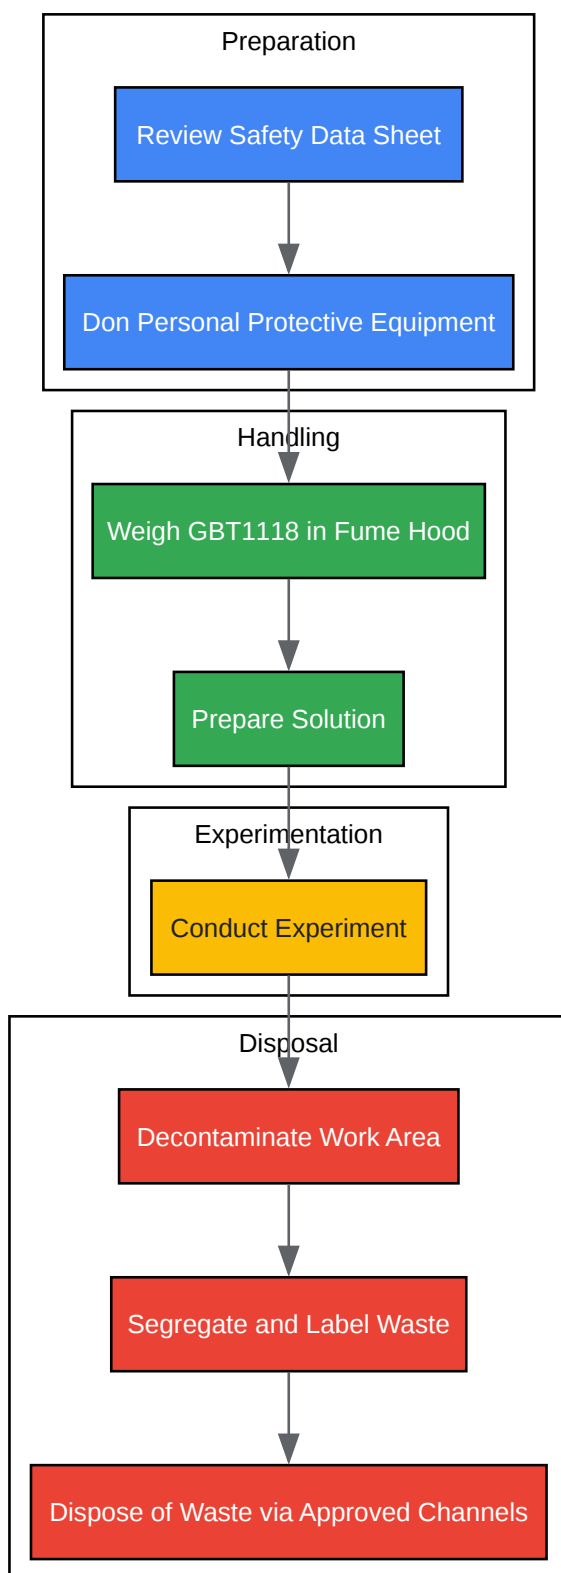 Preparation
Review Safety Data Sheet
Don Personal Protective Equipment
Handling
Weigh GBT1118 in Fume Hood
Prepare Solution
Experimentation
Conduct Experiment
Disposal
Decontaminate Work Area
Segregate and Label Waste
Dispose of Waste via Approved Channels